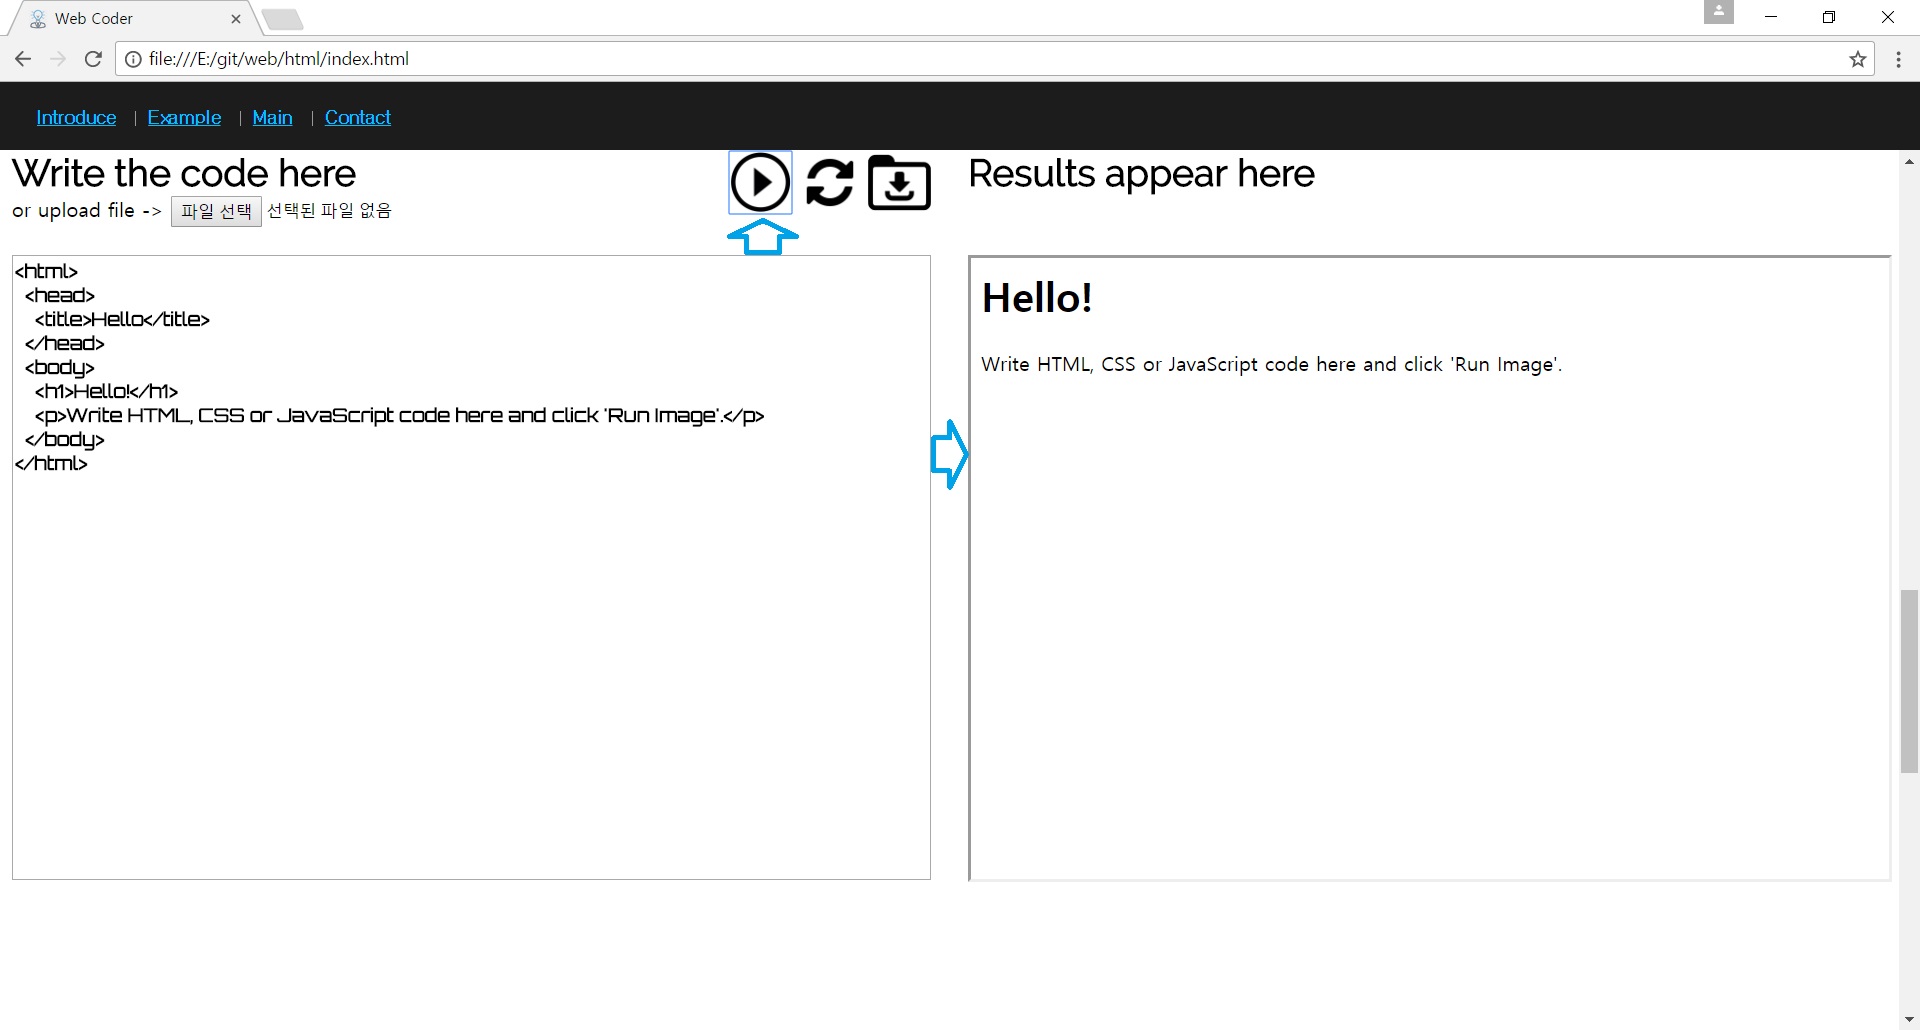 Web Coder
file:///E:/git/web/html/index.html
Introduce | Example | Main | Contact
Write the code here
or upload file -> 파일 선택 선택된 파일 없음
Results appear here
<html>
<head>
<title>Hello</title>
</head>
<body>
<h1>Hello!</h1>
<p>Write HTML, CSS or JavaScript code here and click 'Run Image'.</p>
</body>
</html>
Hello!
Write HTML, CSS or JavaScript code here and click 'Run Image'.